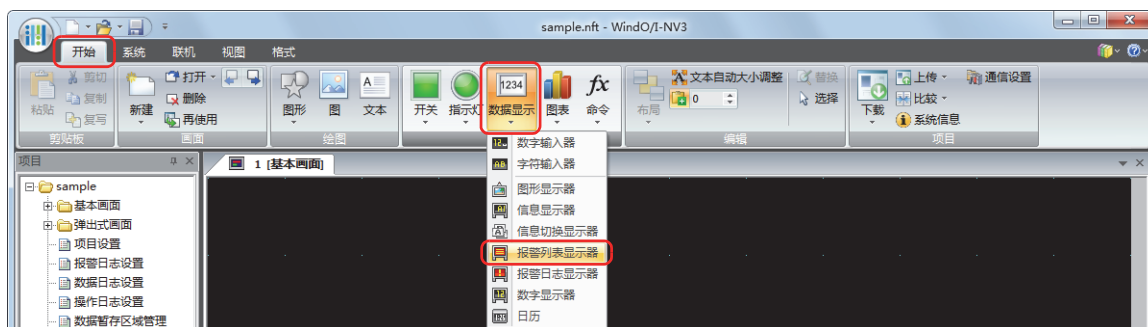 sample.nft - WindO/I-NV3
开始 系统 联机 视图 格式
粘贴 剪切 复制 复写
剪贴板
新建 打开 删除 再使用
画面
图形 图 文本
绘图
开关 指示灯 数据显示 图表 命令
1234
A
fx
布局 文本自动大小调整 0 替换 选择
编辑
下载 上传 比较 系统信息 通信设置
项目
项目
1 [基本画面]
sample
基本画面
弹出式画面
项目设置
报警日志设置
数据日志设置
操作日志设置
数据暂存区域管理
数字输入器
字符输入器
图形显示器
信息显示器
信息切换显示器
报警列表显示器
报警日志显示器
数字显示器
日历